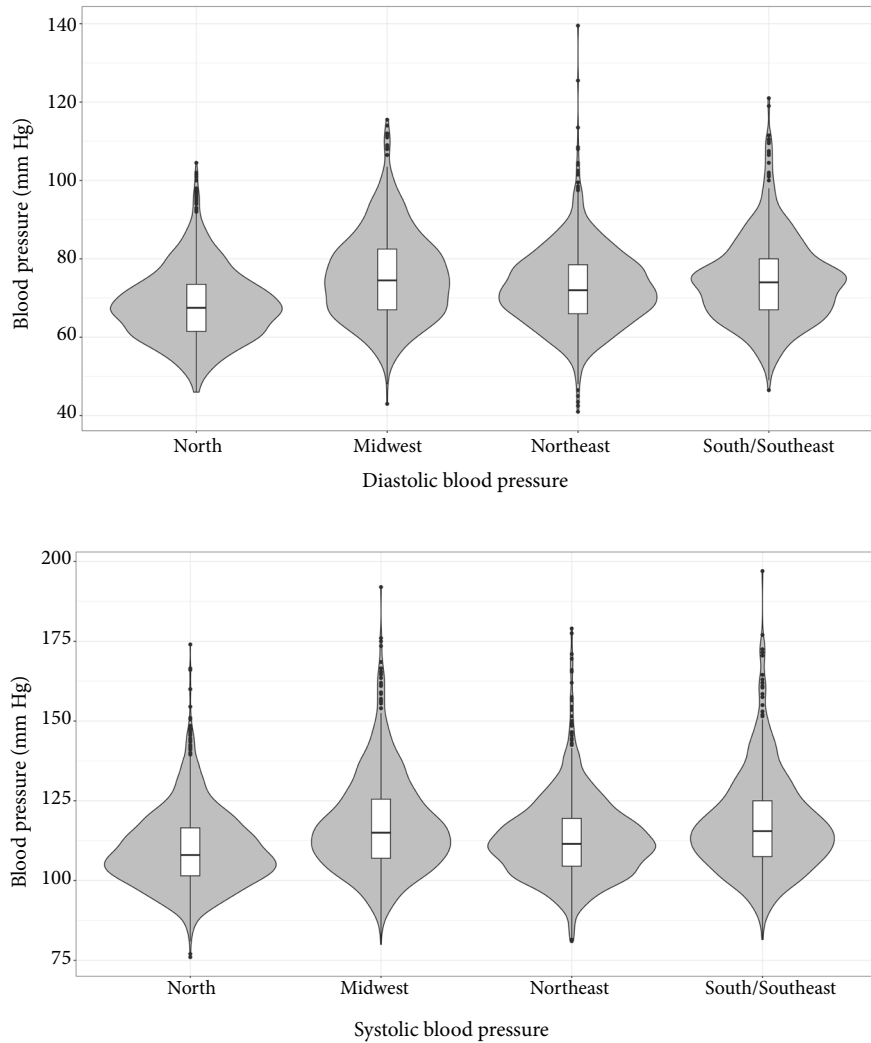 140
120
100
80
60
40
Blood pressure (mm Hg)
North Midwest Northeast South/Southeast
Diastolic blood pressure
200
175
150
125
100
75
Blood pressure (mm Hg)
North Midwest Northeast South/Southeast
Systolic blood pressure